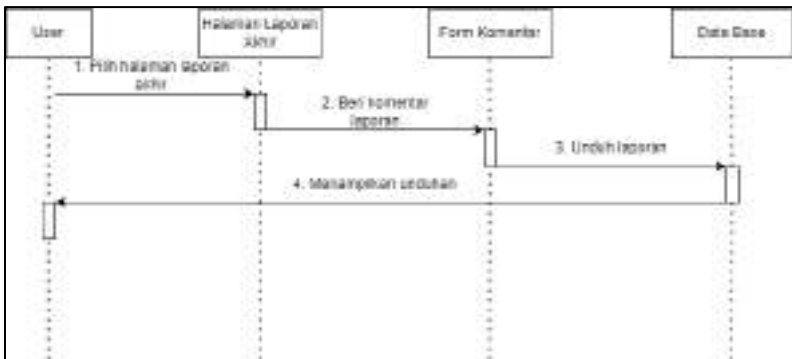 User
Halaman Laporan
Akhir
Form Komentar
Data Base
1. Pilih halaman laporan
akhir
2. Beri komentar
laporan
3. Unduh laporan
4. Menampilkan unduhan